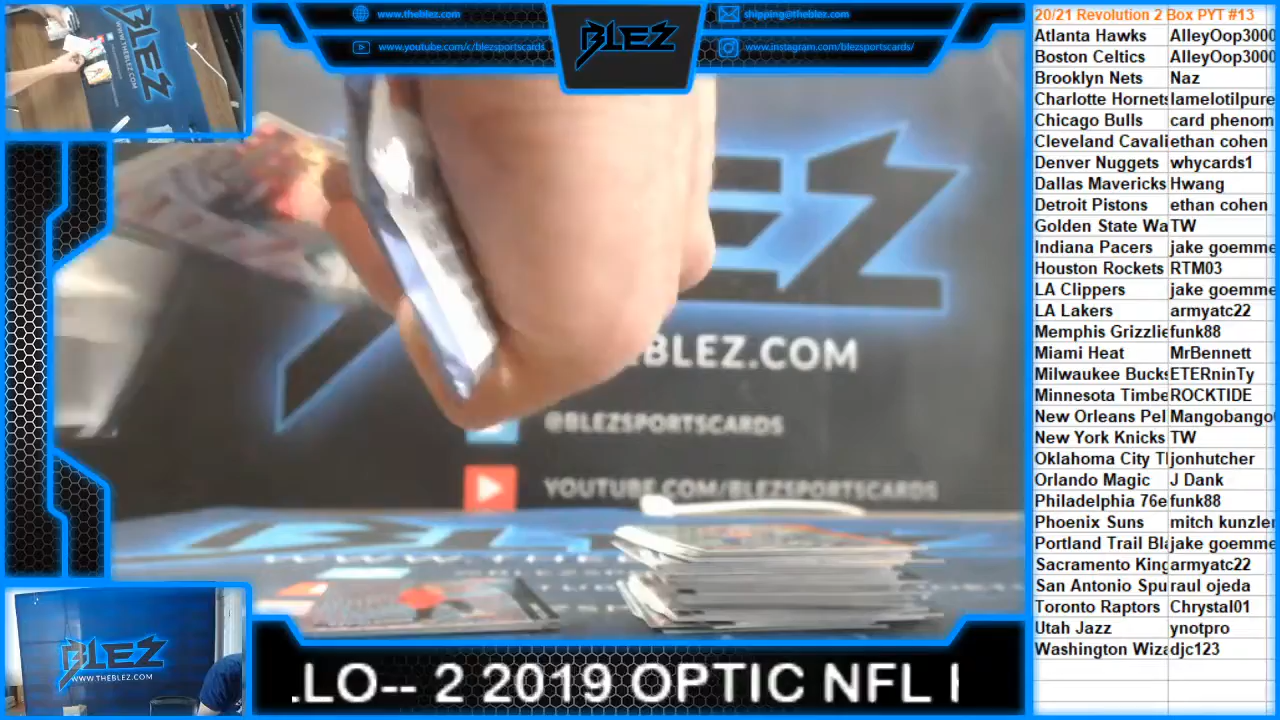 www.theblez.com
shipping@theblez.com
www.youtube.com/c/blezsportscards
www.instagram.com/blezsportscards/
BLEZ
BLEZ
WWW.THEBLEZ.COM
BLEZ.COM
@BLEZSPORTSCARDS
YOUTUBE.COM/BLEZSPORTSCARDS
BLEZ
WWW.THEBLEZ.COM
.LO-- 2 2019 OPTIC NFL
20/21 Revolution 2 Box PYT #13
Atlanta Hawks AlleyOop3000
Boston Celtics AlleyOop3000
Brooklyn Nets Naz
Charlotte Hornets lamelotilpure
Chicago Bulls card phenom
Cleveland Cavali ethan cohen
Denver Nuggets whycards1
Dallas Mavericks Hwang
Detroit Pistons ethan cohen
Golden State Wa TW
Indiana Pacers jake goemme
Houston Rockets RTM03
LA Clippers jake goemme
LA Lakers armyatc22
Memphis Grizzlie funk88
Miami Heat MrBennett
Milwaukee Bucks ETERninTy
Minnesota Timbe ROCKTIDE
New Orleans Pel Mangobango
New York Knicks TW
Oklahoma City T jonhutcher
Orlando Magic J Dank
Philadelphia 76e funk88
Phoenix Suns mitch kunzler
Portland Trail Bla jake goemme
Sacramento King armyatc22
San Antonio Spu raul ojeda
Toronto Raptors Chrystal01
Utah Jazz ynotpro
Washington Wiza djc123